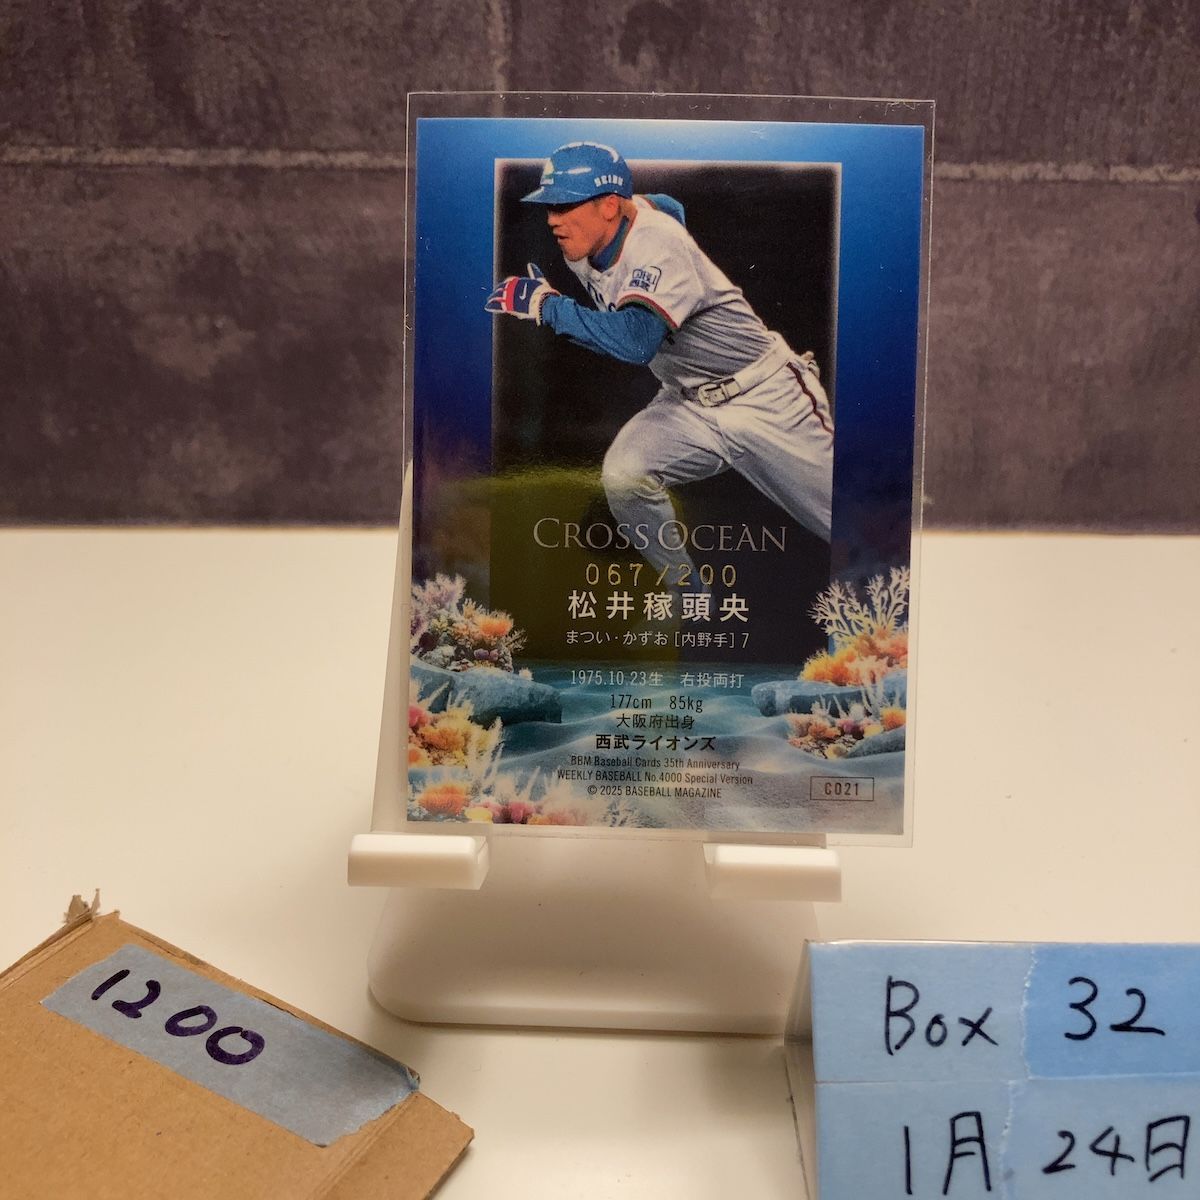 SEIBU
CROSS OCEAN
067/200
松井稼頭央
まつい・かずお [内野手] 7
1975.10.23生 右投両打
177cm 85kg
大阪府出身
西武ライオンズ
BBM Baseball Cards 35th Anniversary
WEEKLY BASEBALL No.4000 Special Version
© 2025 BASEBALL MAGAZINE
CO21
1200
Box 32
1月 24日